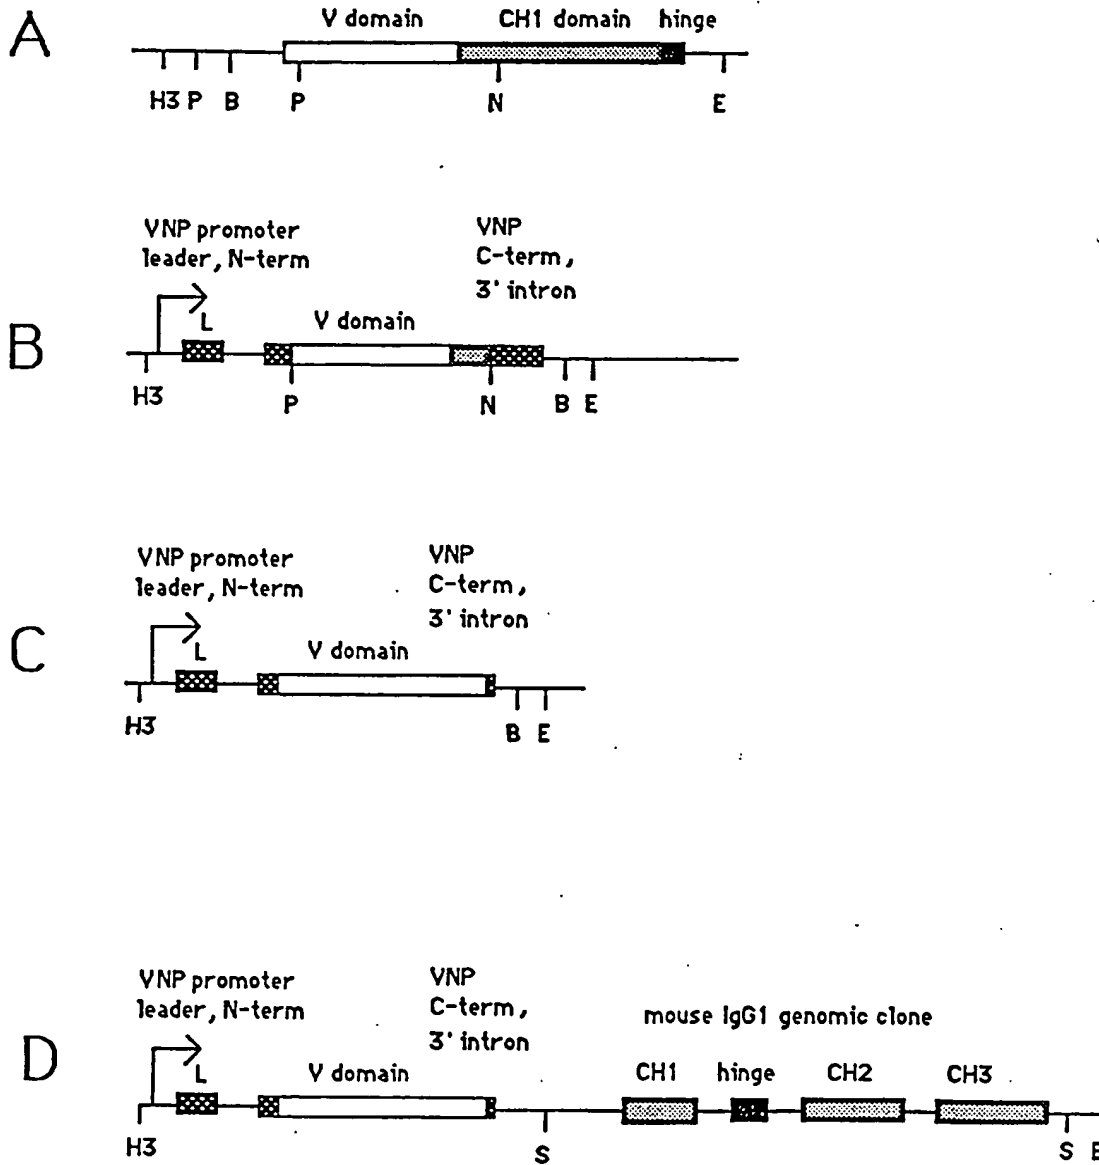 A
V domain CH1 domain hinge
H3 P B P N E
VNP promoter
leader, N-term
VNP
C-term,
3' intron
B
L
V domain
H3 P N B E
VNP promoter
leader, N-term
VNP
C-term,
3' intron
C
L
V domain
H3 B E
VNP promoter
leader, N-term
VNP
C-term,
3' intron
mouse IgG1 genomic clone
D
L
V domain CH1 hinge CH2 CH3
H3 S S